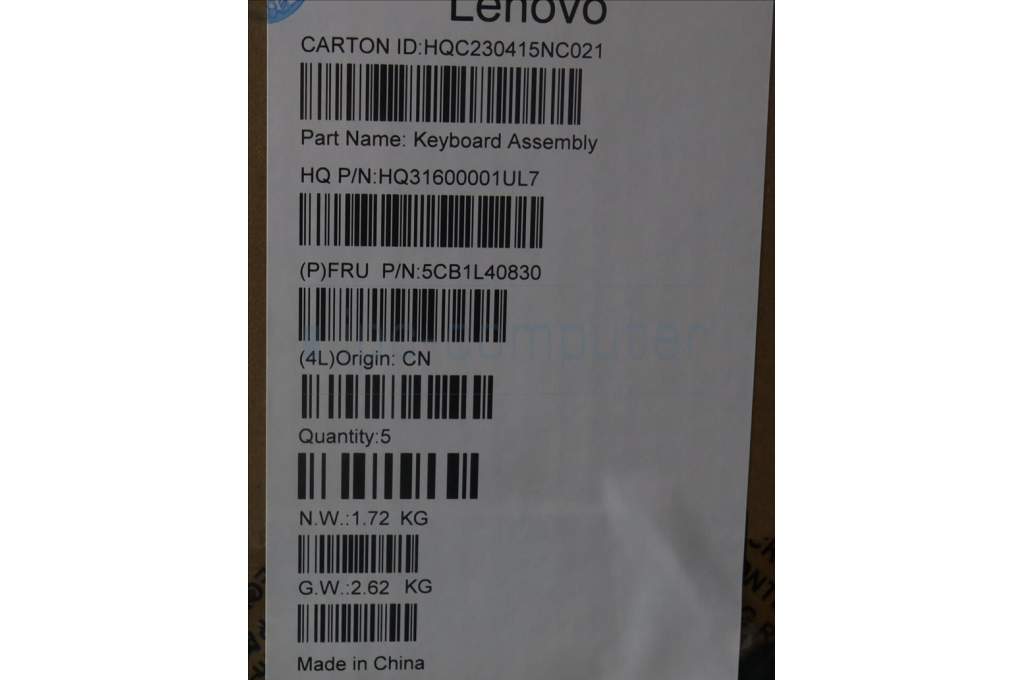 Lenovo
CARTON ID:HQC230415NC021
Part Name: Keyboard Assembly
HQ P/N:HQ31600001UL7
(P)FRU P/N:5CB1L40830
computer
(4L)Origin: CN
Quantity:5
N.W.:1.72 KG
G.W.:2.62 KG
Made in China